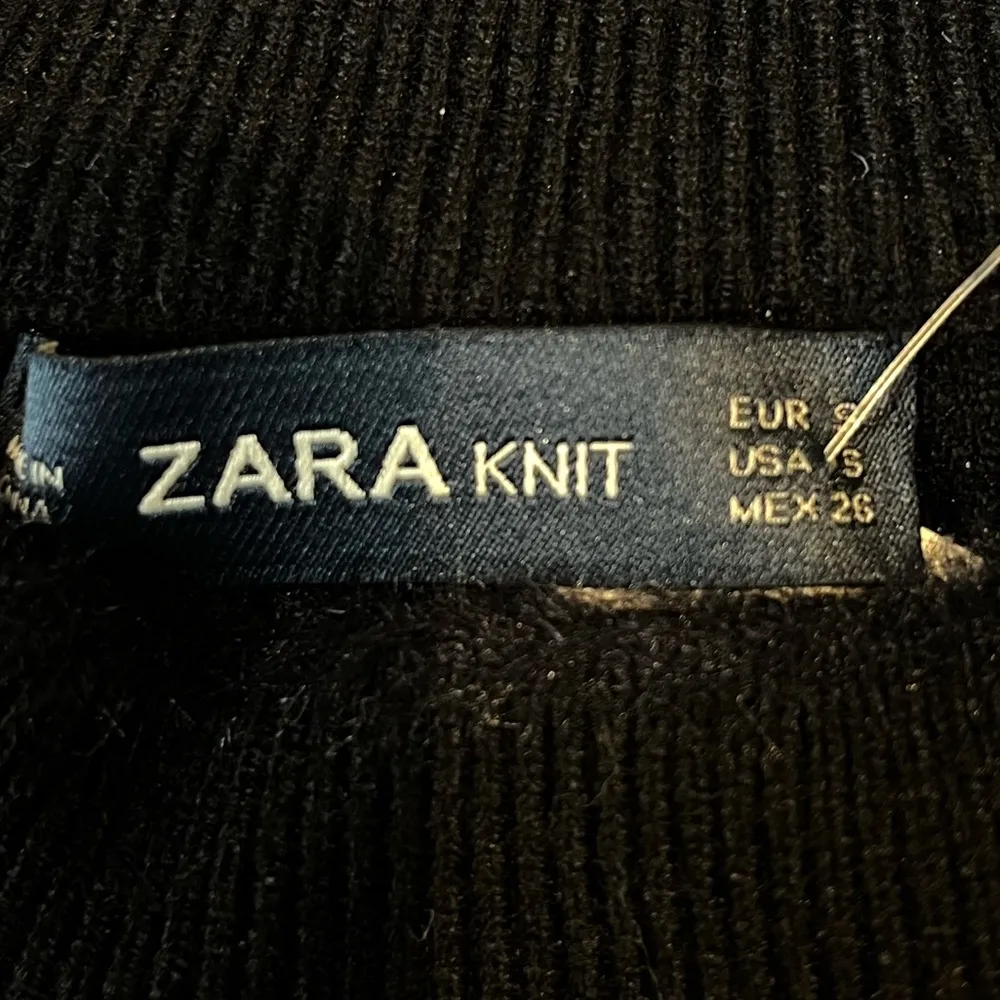 ZARA KNIT
EUR S
USA S
MEX 26